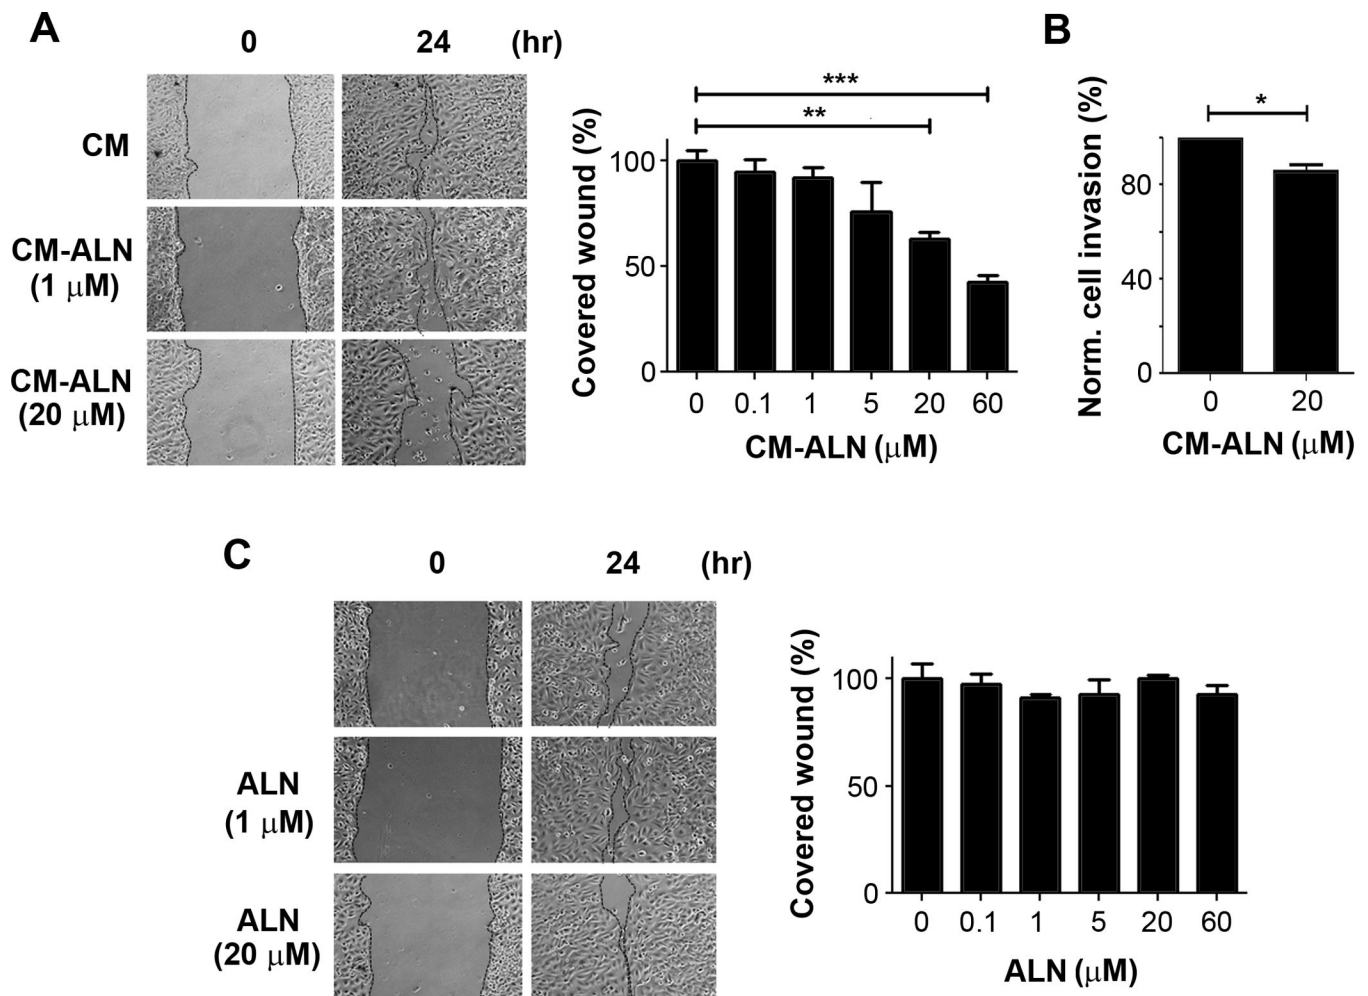 A
0 24 (hr)
CM
CM-ALN
(1 μM)
CM-ALN
(20 μM)
Covered wound (%)
100
50
0
***
**
0 0.1 1 5 20 60
CM-ALN (μM)
B
Norm. cell invasion (%)
80
40
0
*
0 20
CM-ALN (μM)
C
0 24 (hr)
ALN
(1 μM)
ALN
(20 μM)
Covered wound (%)
100
50
0
0 0.1 1 5 20 60
ALN (μM)